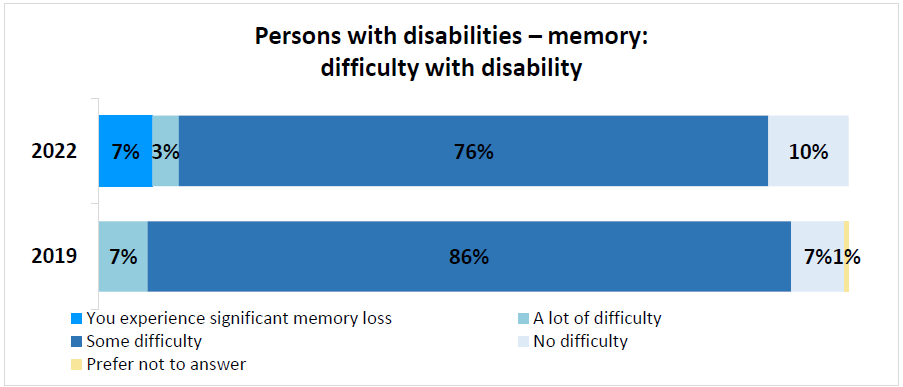 Persons with disabilities – memory:
difficulty with disability
2022 7% 3% 76% 10%
2019 7% 86% 7% 1%
You experience significant memory loss A lot of difficulty
Some difficulty No difficulty
Prefer not to answer